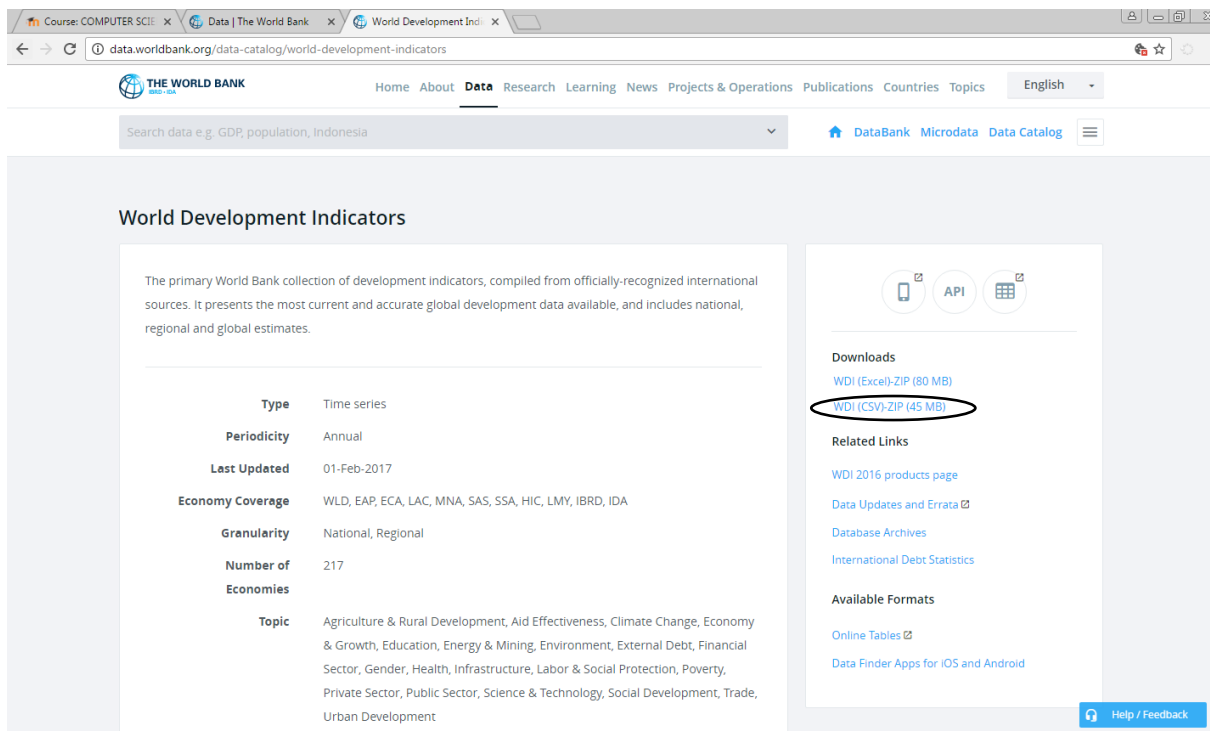 Course: COMPUTER SCIE
Data | The World Bank
World Development Indi
data.worldbank.org/data-catalog/world-development-indicators
THE WORLD BANK
IBRD • IDA
Home About Data Research Learning News Projects & Operations Publications Countries Topics
English
Search data e.g. GDP, population, Indonesia
DataBank Microdata Data Catalog
World Development Indicators
The primary World Bank collection of development indicators, compiled from officially-recognized international
sources. It presents the most current and accurate global development data available, and includes national,
regional and global estimates.
Type Time series
Periodicity Annual
Last Updated 01-Feb-2017
Economy Coverage WLD, EAP, ECA, LAC, MNA, SAS, SSA, HIC, LMY, IBRD, IDA
Granularity National, Regional
Number of 217
Economies
Topic Agriculture & Rural Development, Aid Effectiveness, Climate Change, Economy
& Growth, Education, Energy & Mining, Environment, External Debt, Financial
Sector, Gender, Health, Infrastructure, Labor & Social Protection, Poverty,
Private Sector, Public Sector, Science & Technology, Social Development, Trade,
Urban Development
API
Downloads
WDI (Excel)-ZIP (80 MB)
WDI (CSV)-ZIP (45 MB)
Related Links
WDI 2016 products page
Data Updates and Errata
Database Archives
International Debt Statistics
Available Formats
Online Tables
Data Finder Apps for iOS and Android
Help / Feedback